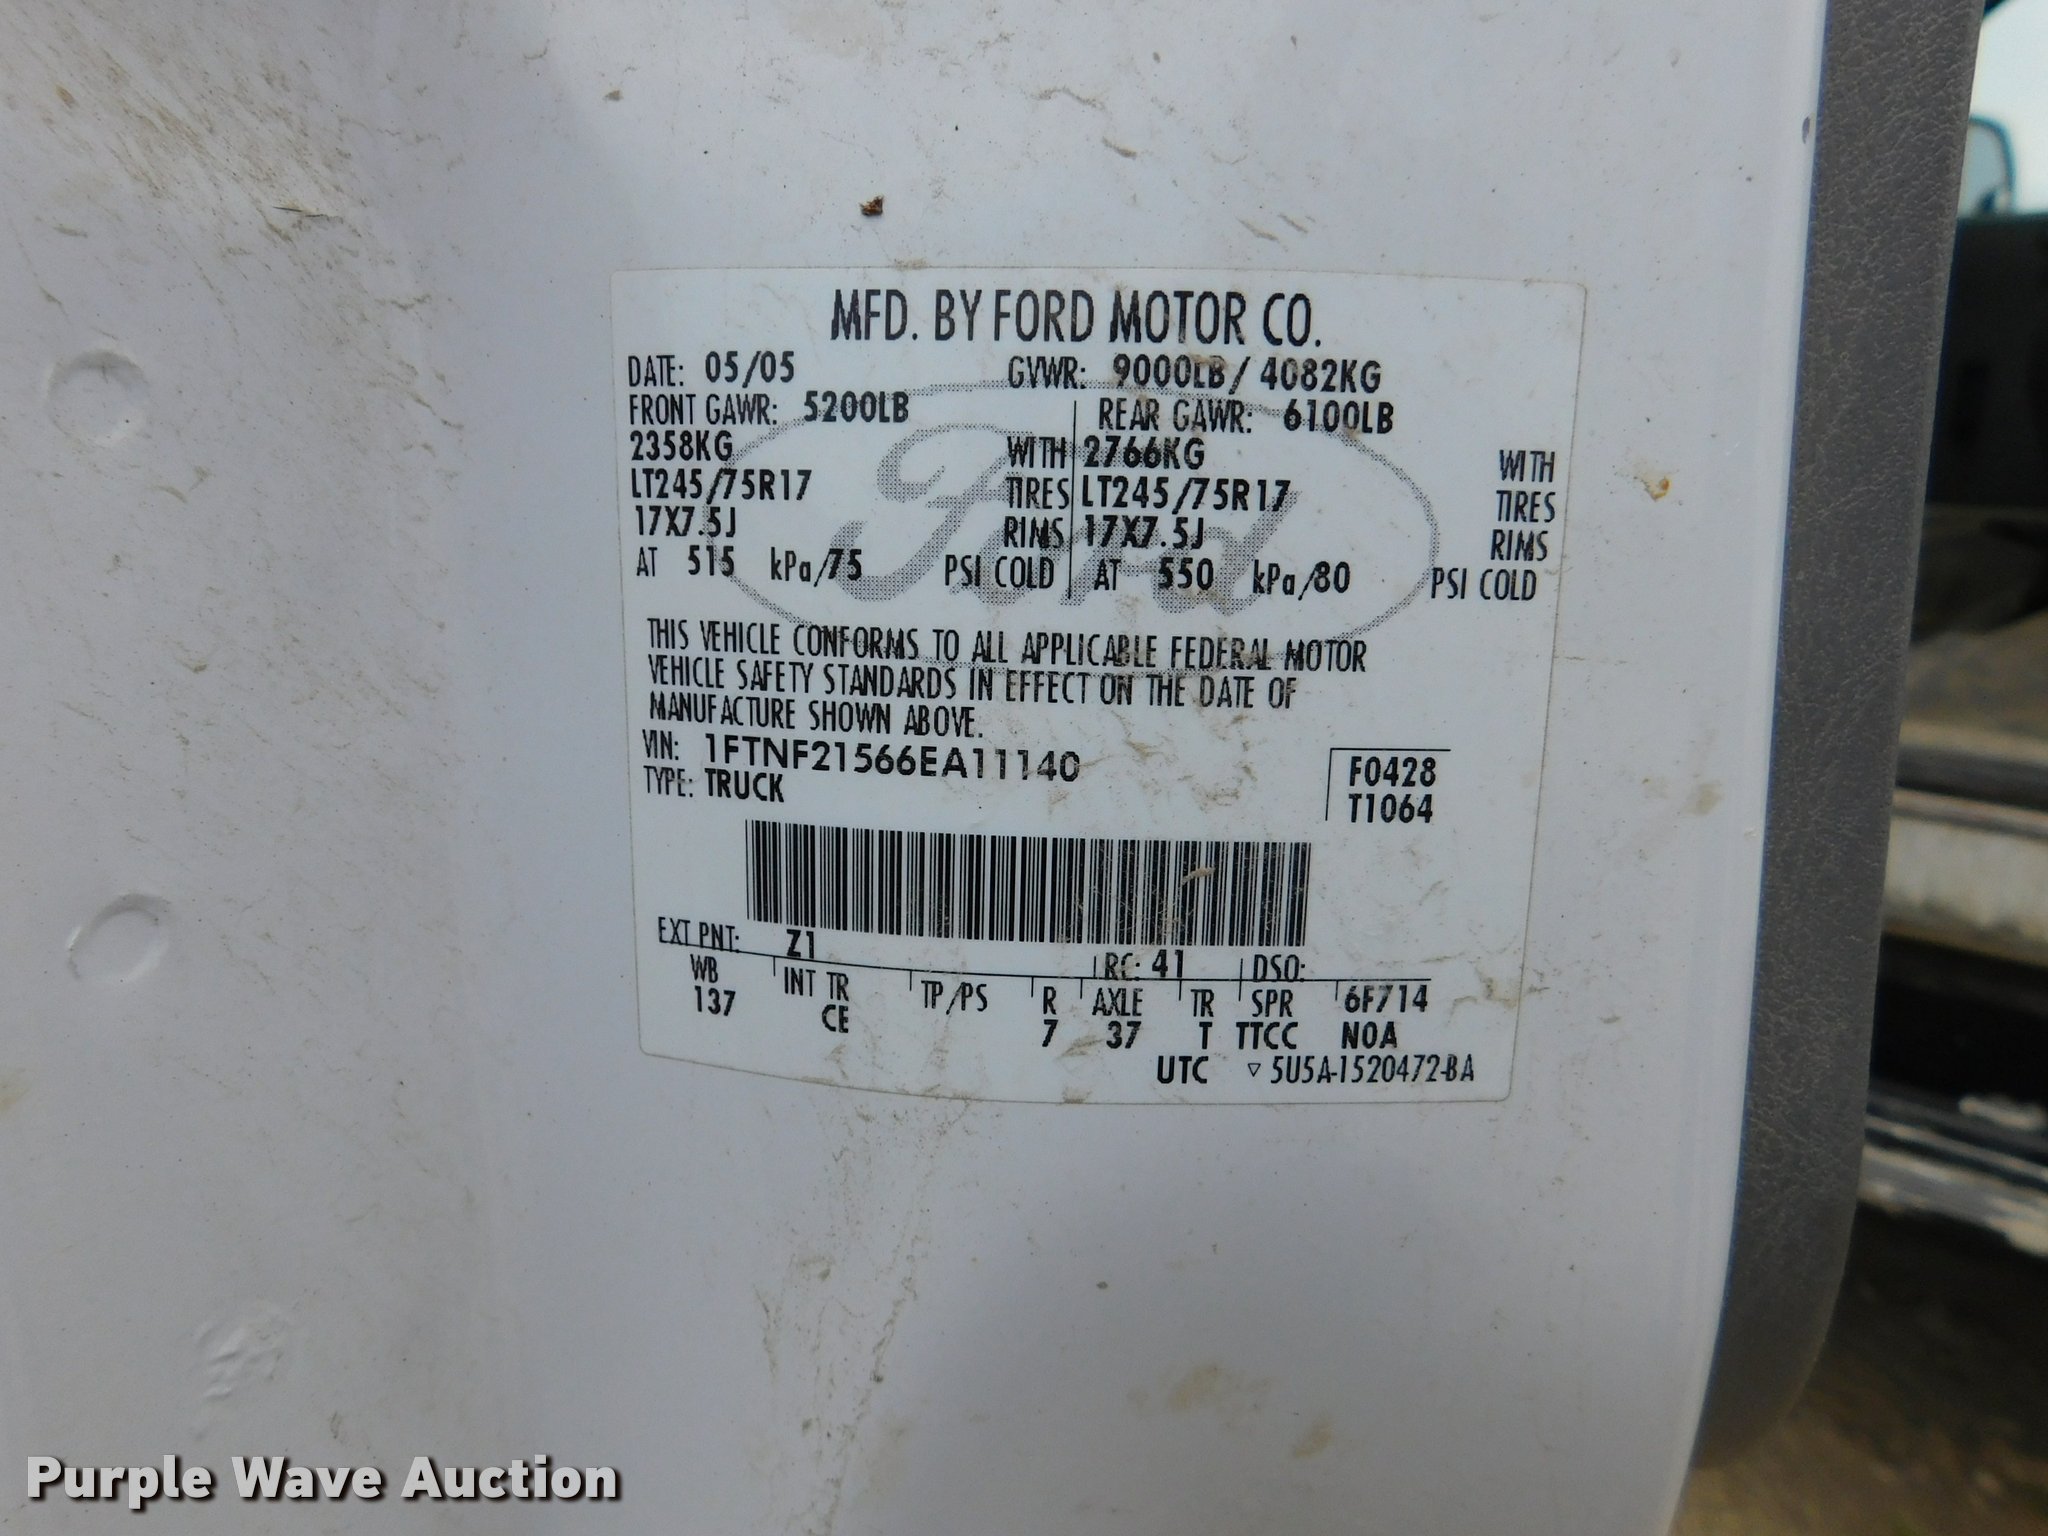 MFD. BY FORD MOTOR CO.
DATE: 05/05 GVWR: 9000LB/ 4082KG
FRONT GAWR: 5200LB REAR GAWR: 6100LB
2358KG WITH 2766KG WITH
LT245/75R17 TIRES LT245/75R17 TIRES
17X7.5J RIMS 17X7.5J RIMS
AT 515 kPa/75 PSI COLD AT 550 kPa/80 PSI COLD
Ford
THIS VEHICLE CONFORMS TO ALL APPLICABLE FEDERAL MOTOR
VEHICLE SAFETY STANDARDS IN EFFECT ON THE DATE OF
MANUFACTURE SHOWN ABOVE.
VIN: 1FTNF21566EA11140 F0428
TYPE: TRUCK T1064
EXT PNT: Z1 RC: 41 DSO:
WB INT TR TP/PS R AXLE TR SPR 6F714
137 CE 7 37 T TTCC N0A
UTC ▽ 5U5A-1520472-BA
Purple Wave Auction